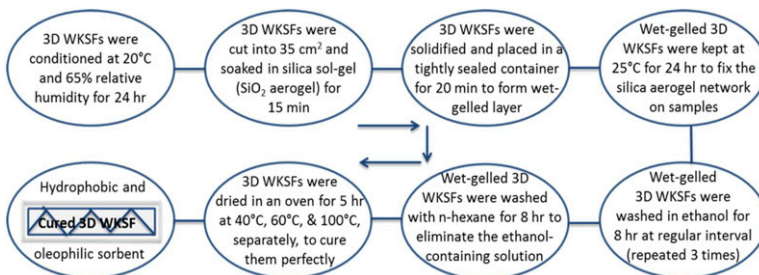 3D WKSFs were
conditioned at 20°C
and 65% relative
humidity for 24 hr
3D WKSFs were
cut into 35 cm² and
soaked in silica sol-gel
(SiO₂ aerogel) for
15 min
3D WKSFs were
solidified and placed in a
tightly sealed container
for 20 min to form wet-
gelled layer
Wet-gelled 3D
WKSFs were kept at
25°C for 24 hr to fix the
silica aerogel network
on samples
Wet-gelled
3D WKSFs were
washed in ethanol for
8 hr at regular interval
(repeated 3 times)
Wet-gelled 3D
WKSFs were washed
with n-hexane for 8 hr to
eliminate the ethanol-
containing solution
3D WKSFs were
dried in an oven for 5 hr
at 40°C, 60°C, & 100°C,
separately, to cure
them perfectly
Hydrophobic and
Cured 3D WKSF
oleophilic sorbent